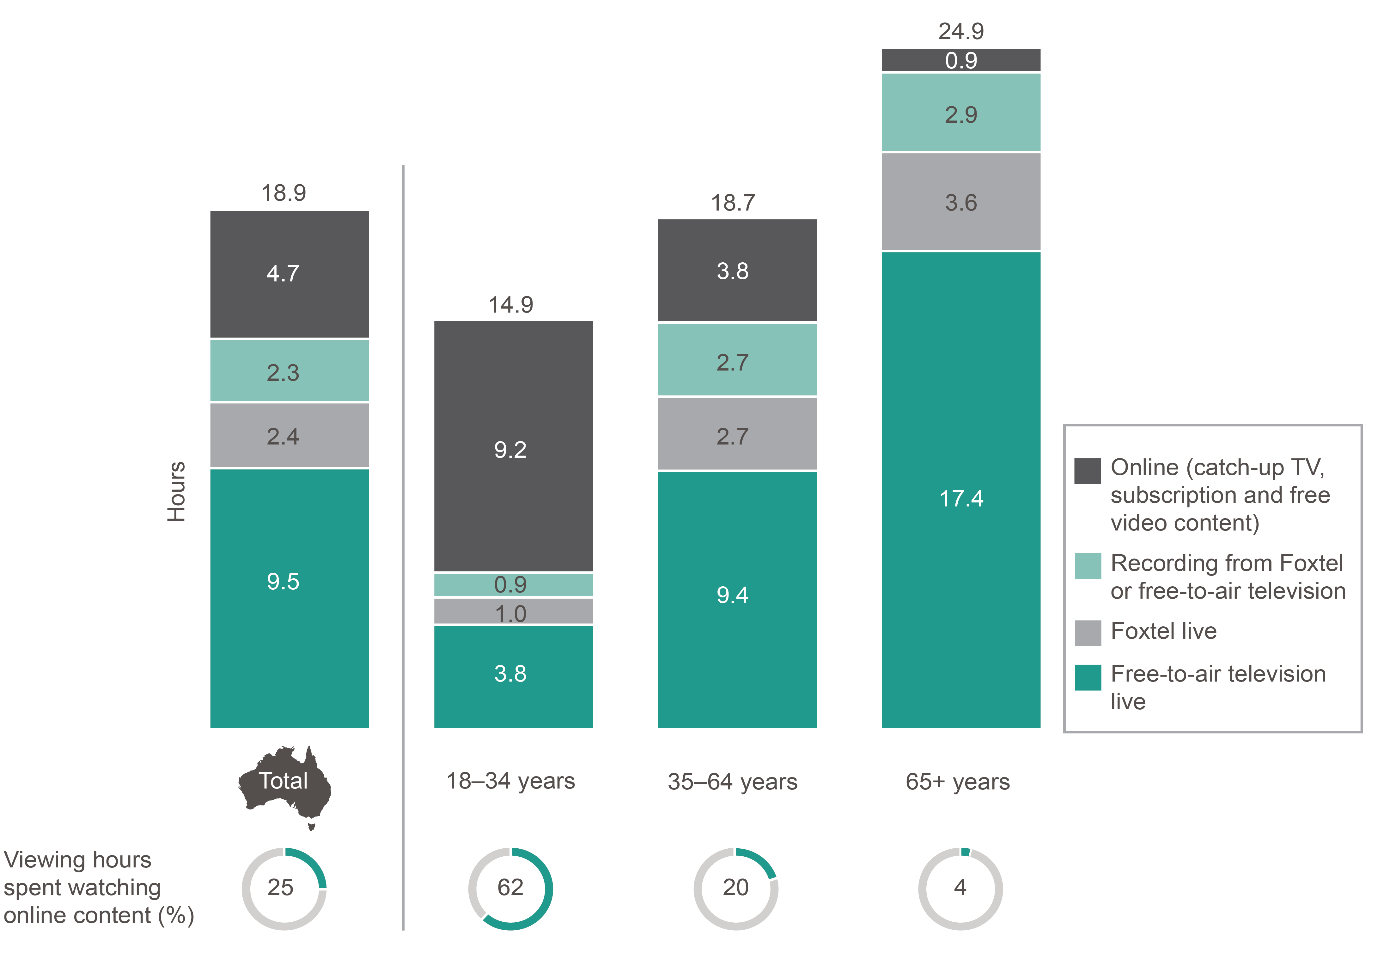 24.9
0.9
2.9
3.6
17.4
18.9
4.7
2.3
2.4
9.5
14.9
9.2
0.9
1.0
3.8
18.7
3.8
2.7
2.7
9.4
Hours
Online (catch-up TV,
subscription and free
video content)
Recording from Foxtel
or free-to-air television
Foxtel live
Free-to-air television
live
Total
18–34 years
35–64 years
65+ years
Viewing hours
spent watching
online content (%)
25
62
20
4